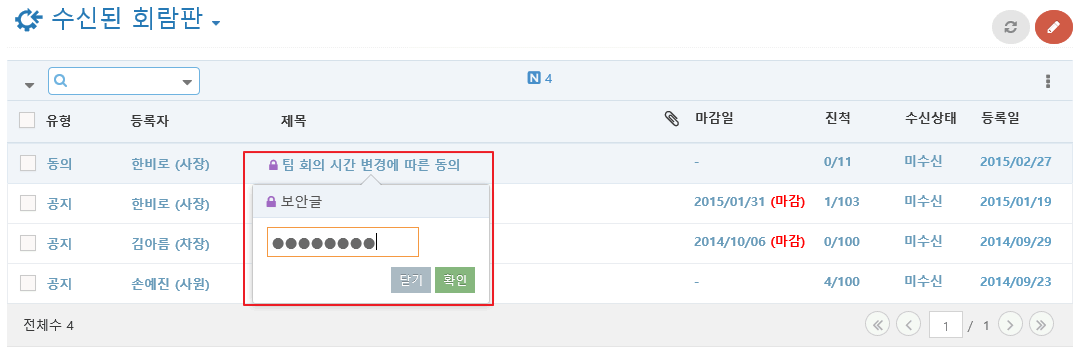 수신된 회람판
N 4
유형 등록자 제목 마감일 진척 수신상태 등록일
동의 한비로 (사장) 팀 회의 시간 변경에 따른 동의 - 0/11 미수신 2015/02/27
공지 한비로 (사장) 2015/01/31 (마감) 1/103 미수신 2015/01/19
보안글
공지 김아름 (차장) 2014/10/06 (마감) 0/100 미수신 2014/09/29
●●●●●●●●
공지 손예진 (사원) - 4/100 미수신 2014/09/23
닫기 확인
전체수 4 1 / 1